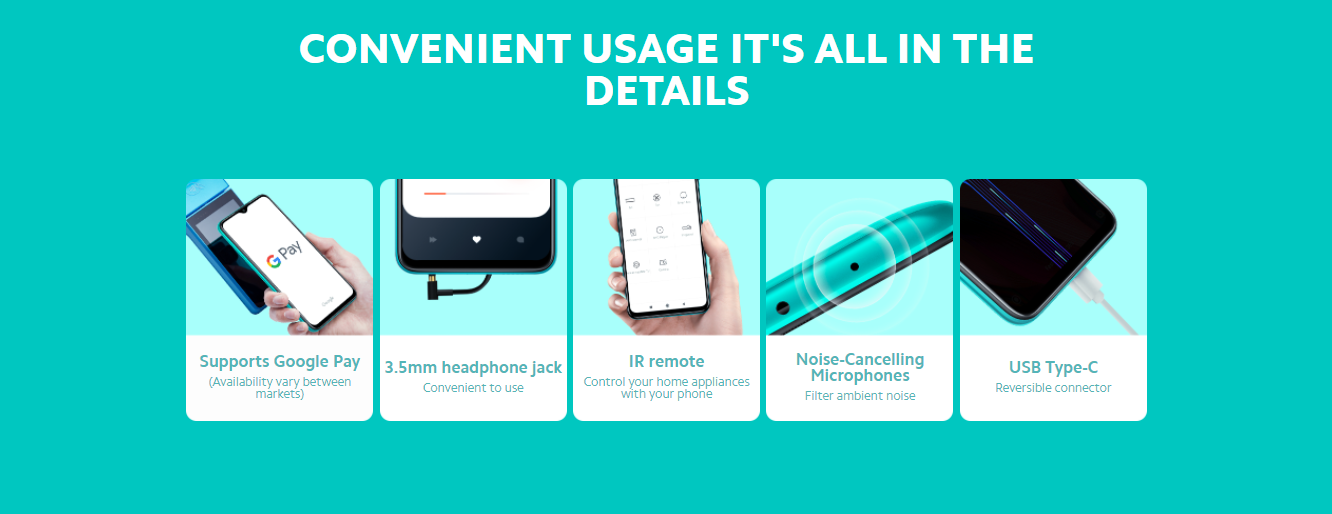 CONVENIENT USAGE IT'S ALL IN THE
DETAILS
G Pay
Google
Supports Google Pay
(Availability vary between
markets)
3.5mm headphone jack
Convenient to use
IR remote
Control your home appliances
with your phone
Noise-Cancelling
Microphones
Filter ambient noise
USB Type-C
Reversible connector